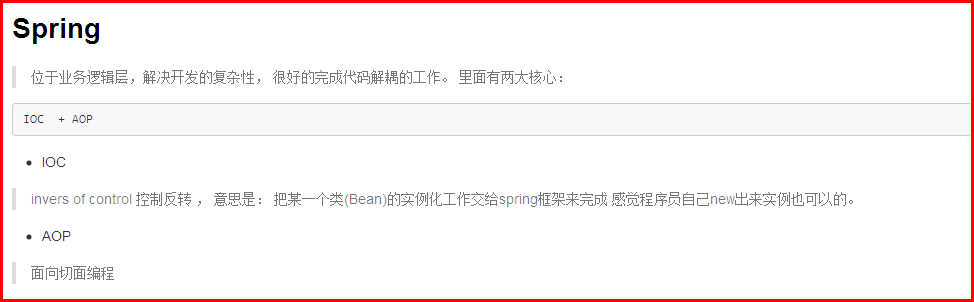 Spring
位于业务逻辑层，解决开发的复杂性， 很好的完成代码解耦的工作。 里面有两大核心：
IOC  + AOP
• IOC
invers of control 控制反转 ， 意思是： 把某一个类(Bean)的实例化工作交给spring框架来完成 感觉程序员自己new出来实例也可以的。
• AOP
面向切面编程